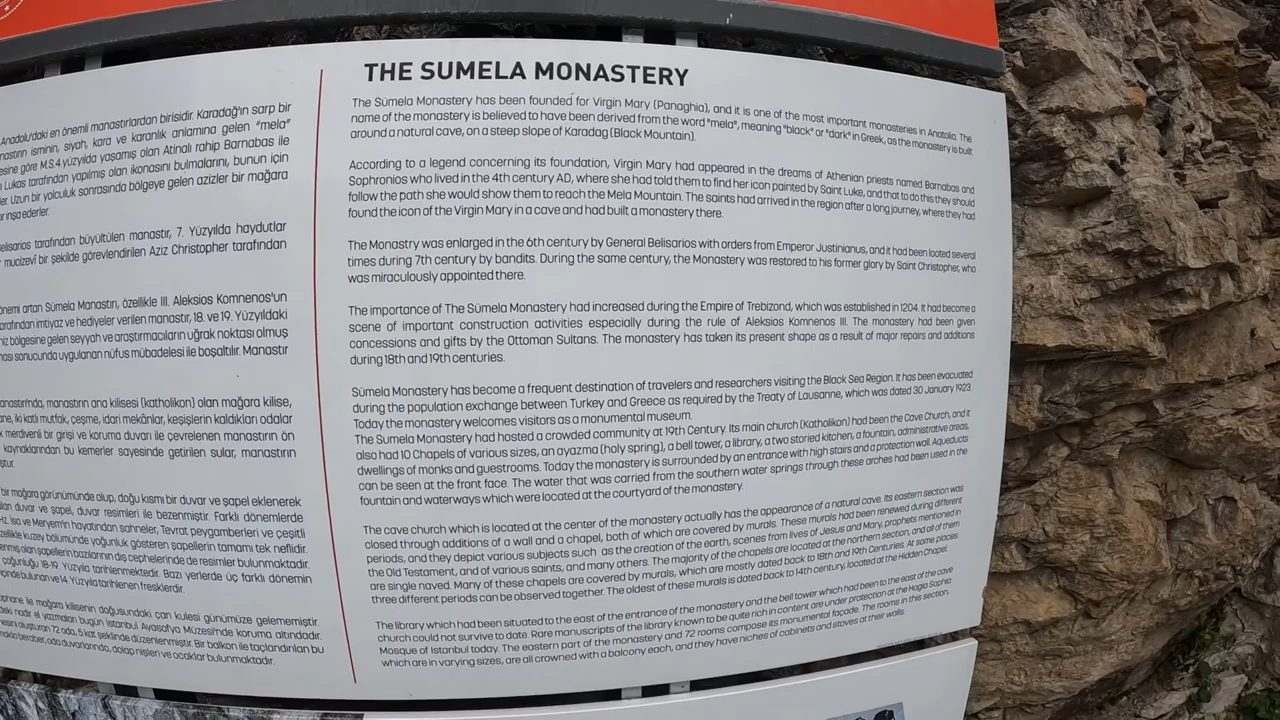 Anadolu'daki en önemli manastırlardan birisidir. Karadağ'ın sarp bir
isminin, siyah, kara ve karanlık anlamına gelen "mela"
göre M.S.4.yüzyılda yaşamış olan Atinalı rahip Barnabas ile
Lukas tarafından yapılmış olan ikonasını bulmalarını, bunun için
Uzun bir yolculuk sonrasında bölgeye gelen azizler bir mağara
inşa ederler.
tarafından büyültülen manastır, 7. Yüzyılda haydutlar
mucizevî bir şekilde görevlendirilen Aziz Christopher tarafından
artan Sümela Manastırı, özellikle III. Aleksios Komnenos'un
imtiyaz ve hediyeler verilen manastır, 18. ve 19. Yüzyıldaki
bölgesine gelen seyyah ve araştırmacıların uğrak noktası olmuş
sonucunda uygulanan nüfus mübadelesi ile boşaltılır. Manastır
manastırın ana kilisesi (katholikon) olan mağara kilise,
iki katlı mutfak, çeşme, idari mekânlar, keşişlerin kaldıkları odalar
merdivenli bir girişi ve koruma duvarı ile çevrelenen manastırın ön
kaynaklarından bu kemerler sayesinde getirilen sular, manastırın
bir mağara görünümünde olup, doğu kısmı bir duvar ve şapel eklenerek
duvar ve şapel, duvar resimleri ile bezenmiştir. Farklı dönemlerde
İsa ve Meryem'in hayatından sahneler, Tevrat peygamberleri ve çeşitli
kuzey bölümünde yoğunluk gösteren şapellerin tamamı tek neflidir.
olan şapellerin bazılarının dış cephelerinde de resimler bulunmaktadır.
çoğunluğu 18-19. Yüzyıla tarihlenmektedir. Bazı yerlerde üç farklı dönemin
bulunan ve 14. Yüzyıla tarihlenen fresklerdir.
ile mağara kilisenin doğusundaki çan kulesi günümüze gelememiştir.
nadir el yazmaları bugün İstanbul Ayasofya Müzesi'nde koruma altındadır.
oluşturan 72 oda, 5 kat şeklinde düzenlenmiştir. Bir balkon ile taçlandırılan bu
beraber, oda duvarlarında, dolap nişleri ve ocaklar bulunmaktadır.
THE SUMELA MONASTERY
The Sümela Monastery has been founded for Virgin Mary (Panaghia), and it is one of the most important monasteries in Anatolia. The
name of the monastery is believed to have been derived from the word "mela", meaning "black" or "dark" in Greek, as the monastery is built
around a natural cave, on a steep slope of Karadag (Black Mountain).
According to a legend concerning its foundation, Virgin Mary had appeared in the dreams of Athenian priests named Barnabas and
Sophronios who lived in the 4th century AD, where she had told them to find her icon painted by Saint Luke, and that to do this they should
follow the path she would show them to reach the Mela Mountain. The saints had arrived in the region after a long journey, where they had
found the icon of the Virgin Mary in a cave and had built a monastery there.
The Monastry was enlarged in the 6th century by General Belisarios with orders from Emperor Justinianus, and it had been looted several
times during 7th century by bandits. During the same century, the Monastery was restored to his former glory by Saint Christopher, who
was miraculously appointed there.
The importance of The Sümela Monastery had increased during the Empire of Trebizond, which was established in 1204. It had become a
scene of important construction activities especially during the rule of Aleksios Komnenos III. The monastery had been given
concessions and gifts by the Ottoman Sultans. The monastery has taken its present shape as a result of major repairs and additions
during 18th and 19th centuries.
Sümela Monastery has become a frequent destination of travelers and researchers visiting the Black Sea Region. It has been evacuated
during the population exchange between Turkey and Greece as required by the Treaty of Lausanne, which was dated 30 January 1923.
Today the monastery welcomes visitors as a monumental museum.
The Sumela Monastery had hosted a crowded community at 19th Century. Its main church (Katholikon) had been the Cave Church, and it
also had 10 Chapels of various sizes, an ayazma (holy spring), a bell tower, a library, a two storied kitchen, a fountain, administrative areas,
dwellings of monks and guestrooms. Today the monastery is surrounded by an entrance with high stairs and a protection wall. Aqueducts
can be seen at the front face. The water that was carried from the southern water springs through these arches had been used in the
fountain and waterways which were located at the courtyard of the monastery.
The cave church which is located at the center of the monastery actually has the appearance of a natural cave. Its eastern section was
closed through additions of a wall and a chapel, both of which are covered by murals. These murals had been renewed during different
periods, and they depict various subjects such as the creation of the earth, scenes from lives of Jesus and Mary, prophets mentioned in
the Old Testament, and of various saints, and many others. The majority of the chapels are located at the northern section, and all of them
are single naved. Many of these chapels are covered by murals, which are mostly dated back to 18th and 19th Centuries. At some places
three different periods can be observed together. The oldest of these murals is dated back to 14th century, located at the Hidden Chapel.
The library which had been situated to the east of the entrance of the monastery and the bell tower which had been to the east of the cave
church could not survive to date. Rare manuscripts of the library known to be quite rich in content are under protection at the Hagia Sophia
Mosque of Istanbul today. The eastern part of the monastery and 72 rooms compose its monumental façade. The rooms in this section,
which are in varying sizes, are all crowned with a balcony each, and they have niches of cabinets and stoves at their walls.